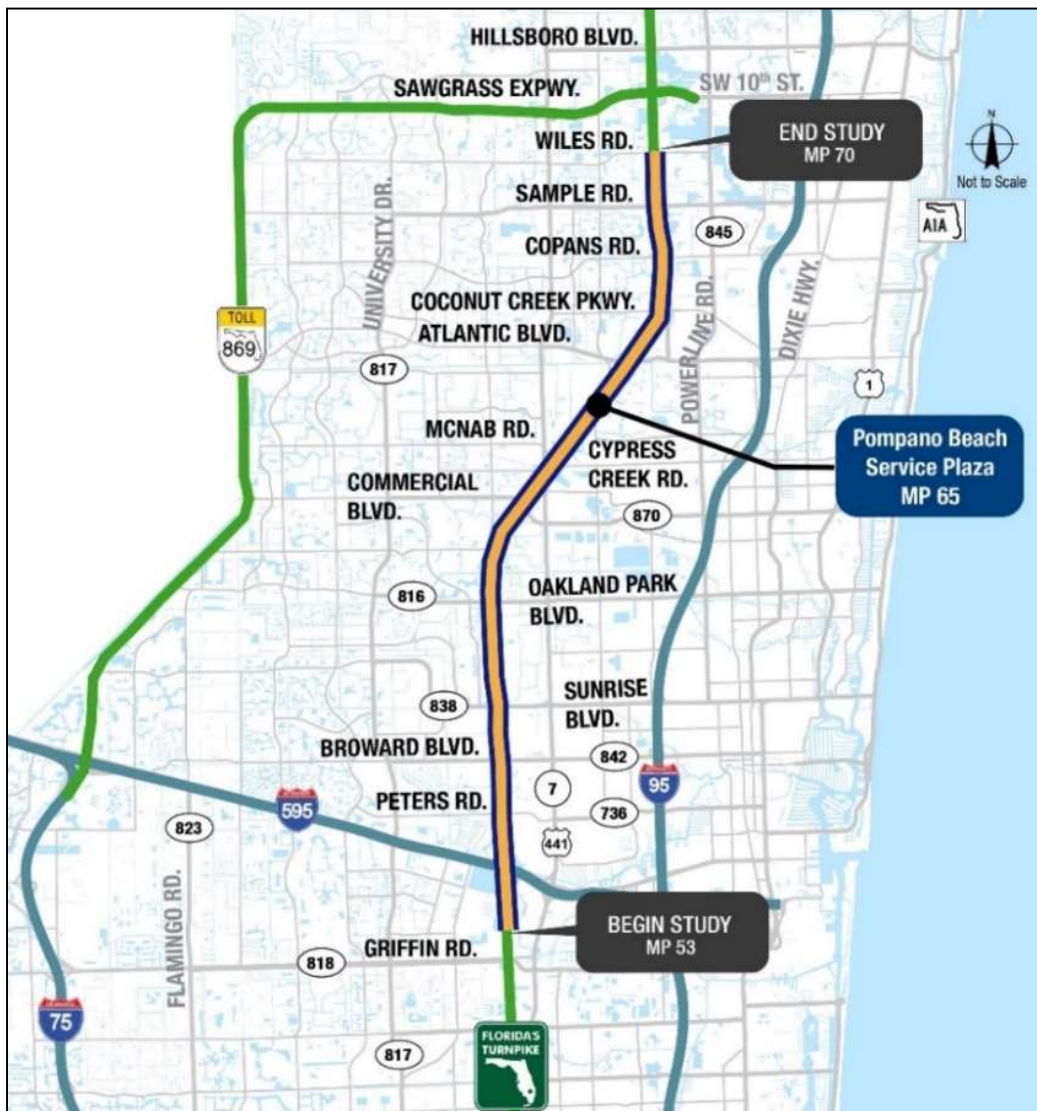 HILLSBORO BLVD.
SAWGRASS EXPWY.
SW 10th ST.
END STUDY
MP 70
WILES RD.
N
Not to Scale
SAMPLE RD.
UNIVERSITY DR.
845
A1A
COPANS RD.
COCONUT CREEK PKWY.
ATLANTIC BLVD.
POWERLINE RD.
DIXIE HWY.
TOLL
869
817
1
MCNAB RD.
CYPRESS
CREEK RD.
Pompano Beach
Service Plaza
MP 65
COMMERCIAL
BLVD.
870
816
OAKLAND PARK
BLVD.
838
SUNRISE
BLVD.
BROWARD BLVD.
842
PETERS RD.
7
95
736
595
441
823
FLAMINGO RD.
BEGIN STUDY
MP 53
GRIFFIN RD.
818
75
817
FLORIDA'S
TURNPIKE